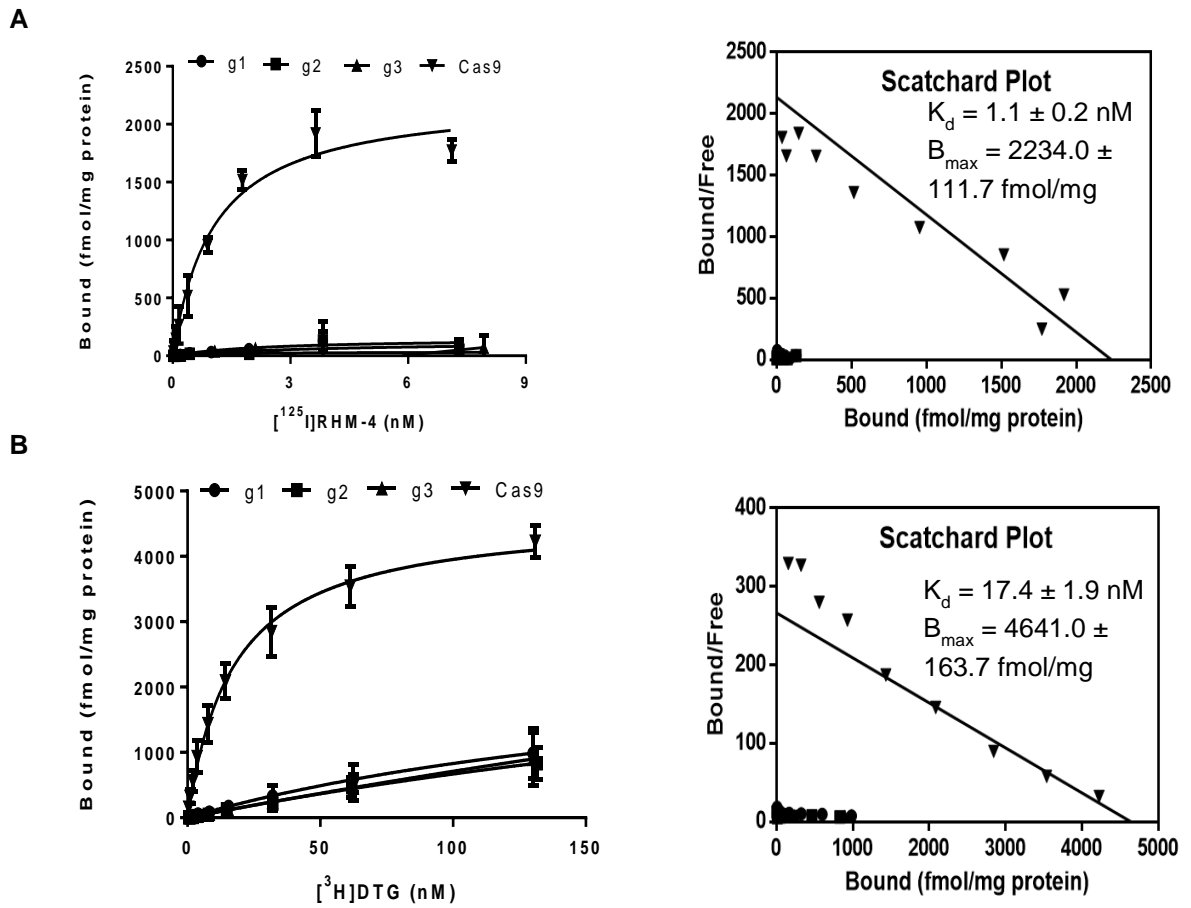 A
g1 g2 g3 Cas9
Bound (fmol/mg protein)
2500
2000
1500
1000
500
0
0 3 6 9
[125I]RHM-4 (nM)
Scatchard Plot
Kd = 1.1 ± 0.2 nM
Bmax = 2234.0 ±
111.7 fmol/mg
Bound/Free
2500
2000
1500
1000
500
0
0 500 1000 1500 2000 2500
Bound (fmol/mg protein)
B
g1 g2 g3 Cas9
Bound (fmol/mg protein)
5000
4000
3000
2000
1000
0
0 50 100 150
[3H]DTG (nM)
Scatchard Plot
Kd = 17.4 ± 1.9 nM
Bmax = 4641.0 ±
163.7 fmol/mg
Bound/Free
400
300
200
100
0
0 1000 2000 3000 4000 5000
Bound (fmol/mg protein)